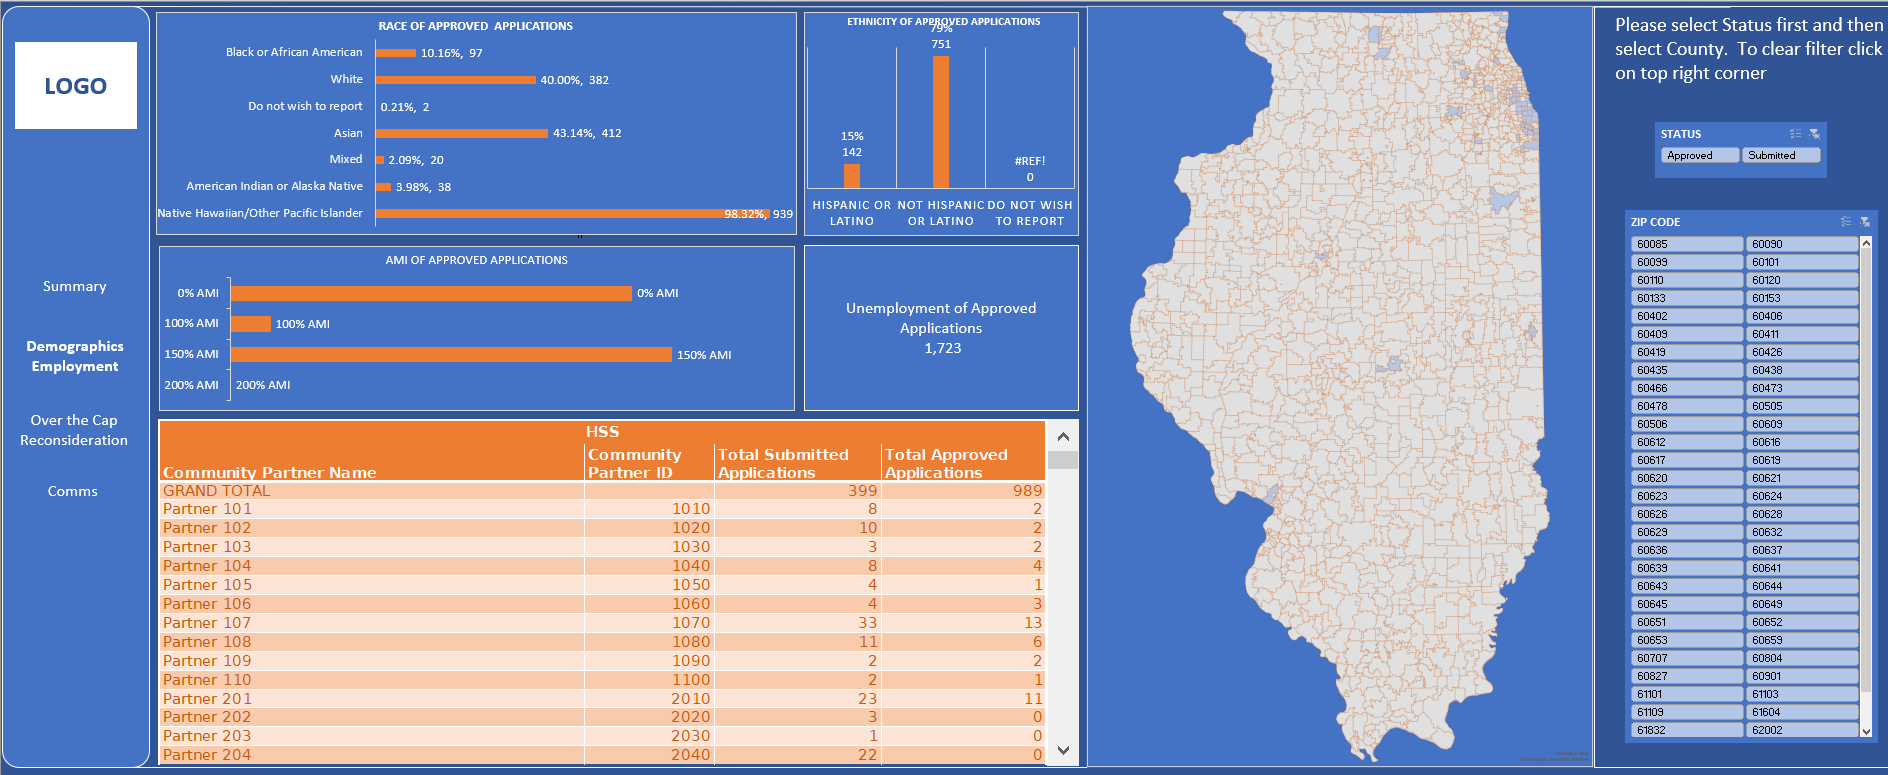 LOGO
Summary
Demographics
Employment
Over the Cap
Reconsideration
Comms
RACE OF APPROVED  APPLICATIONS
Black or African American 10.16%, 97
White 40.00%, 382
Do not wish to report 0.21%, 2
Asian 43.14%, 412
Mixed 2.09%, 20
American Indian or Alaska Native 3.98%, 38
Native Hawaiian/Other Pacific Islander 98.32%, 939
ETHNICITY OF APPROVED APPLICATIONS
79%
751
15%
142
#REF!
0
HISPANIC OR
LATINO
NOT HISPANIC
OR LATINO
DO NOT WISH
TO REPORT
AMI OF APPROVED APPLICATIONS
0% AMI 0% AMI
100% AMI 100% AMI
150% AMI 150% AMI
200% AMI 200% AMI
Unemployment of Approved
Applications
1,723
Community Partner Name
HSS
Community
Partner ID
Total Submitted
Applications
Total Approved
Applications
GRAND TOTAL 399 989
Partner 101 1010 8 2
Partner 102 1020 10 2
Partner 103 1030 3 2
Partner 104 1040 8 4
Partner 105 1050 4 1
Partner 106 1060 4 3
Partner 107 1070 33 13
Partner 108 1080 11 6
Partner 109 1090 2 2
Partner 110 1100 2 1
Partner 201 2010 23 11
Partner 202 2020 3 0
Partner 203 2030 1 0
Partner 204 2040 22 0
Please select Status first and then
select County.  To clear filter click
on top right corner
STATUS
Approved Submitted
ZIP CODE
60085 60090
60099 60101
60110 60120
60133 60153
60402 60406
60409 60411
60419 60426
60435 60438
60466 60473
60478 60505
60506 60609
60612 60616
60617 60619
60620 60621
60623 60624
60626 60628
60629 60632
60636 60637
60639 60641
60643 60644
60645 60649
60651 60652
60653 60659
60707 60804
60827 60901
61101 61103
61109 61604
61832 62002